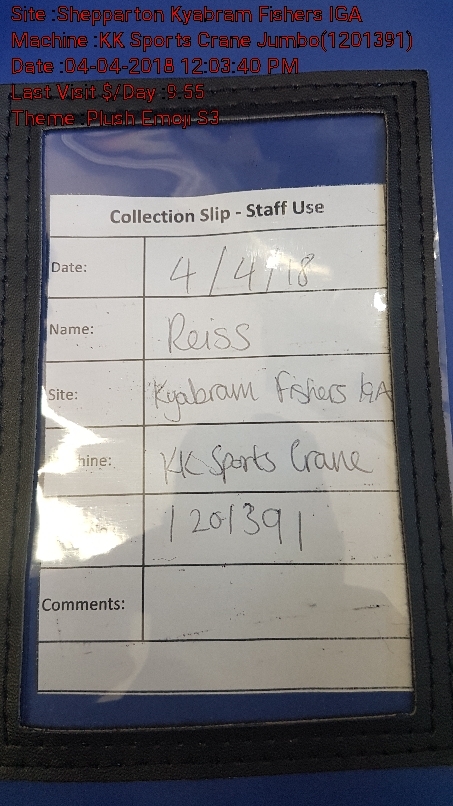 Site :Shepparton Kyabram Fishers IGA
Machine :KK Sports Crane Jumbo(1201391)
Date :04-04-2018 12:03:40 PM
Last Visit $/Day :9.55
Theme :Plush Emoji S3
Collection Slip - Staff Use
Date: 4/4/18
Name: Reiss
Site: Kyabram Fishers IGA
hine: KK Sports Crane
1201391
Comments: